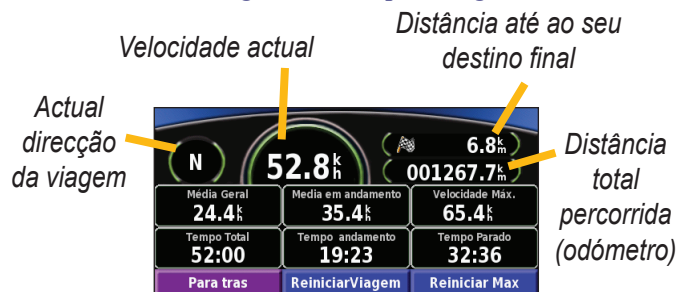 Velocidade actual
Distância até ao seu
destino final
Actual
direcção
da viagem
N
52.8 k h
6.8 k m
001267.7 k m
Distância
total
percorrida
(odómetro)
Média Geral
24.4 k h
Media em andamento
35.4 k h
Velocidade Máx.
65.4 k h
Tempo Total
52:00
Tempo andamento
19:23
Tempo Parado
32:36
Para tras
ReiniciarViagem
Reiniciar Max